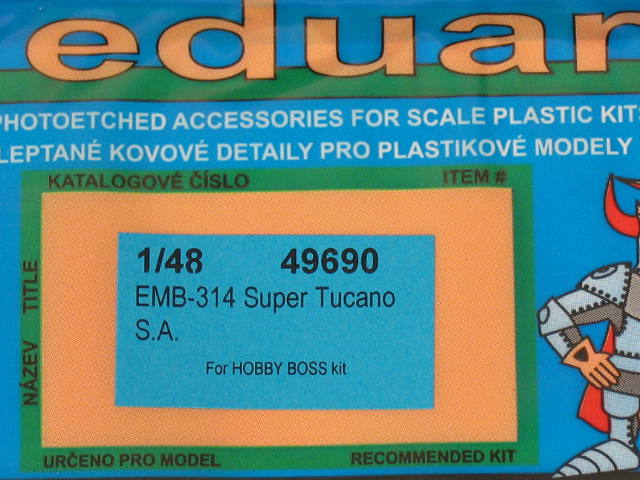 eduar
PHOTOETCHED ACCESSORIES FOR SCALE PLASTIC KITS
LEPTANÉ KOVOVÉ DETAILY PRO PLASTIKOVÉ MODELY
KATALOGOVÉ ČÍSLO ITEM #
NÁZEV TITLE
1/48 49690
EMB-314 Super Tucano
S.A.
For HOBBY BOSS kit
URČENO PRO MODEL RECOMMENDED KIT